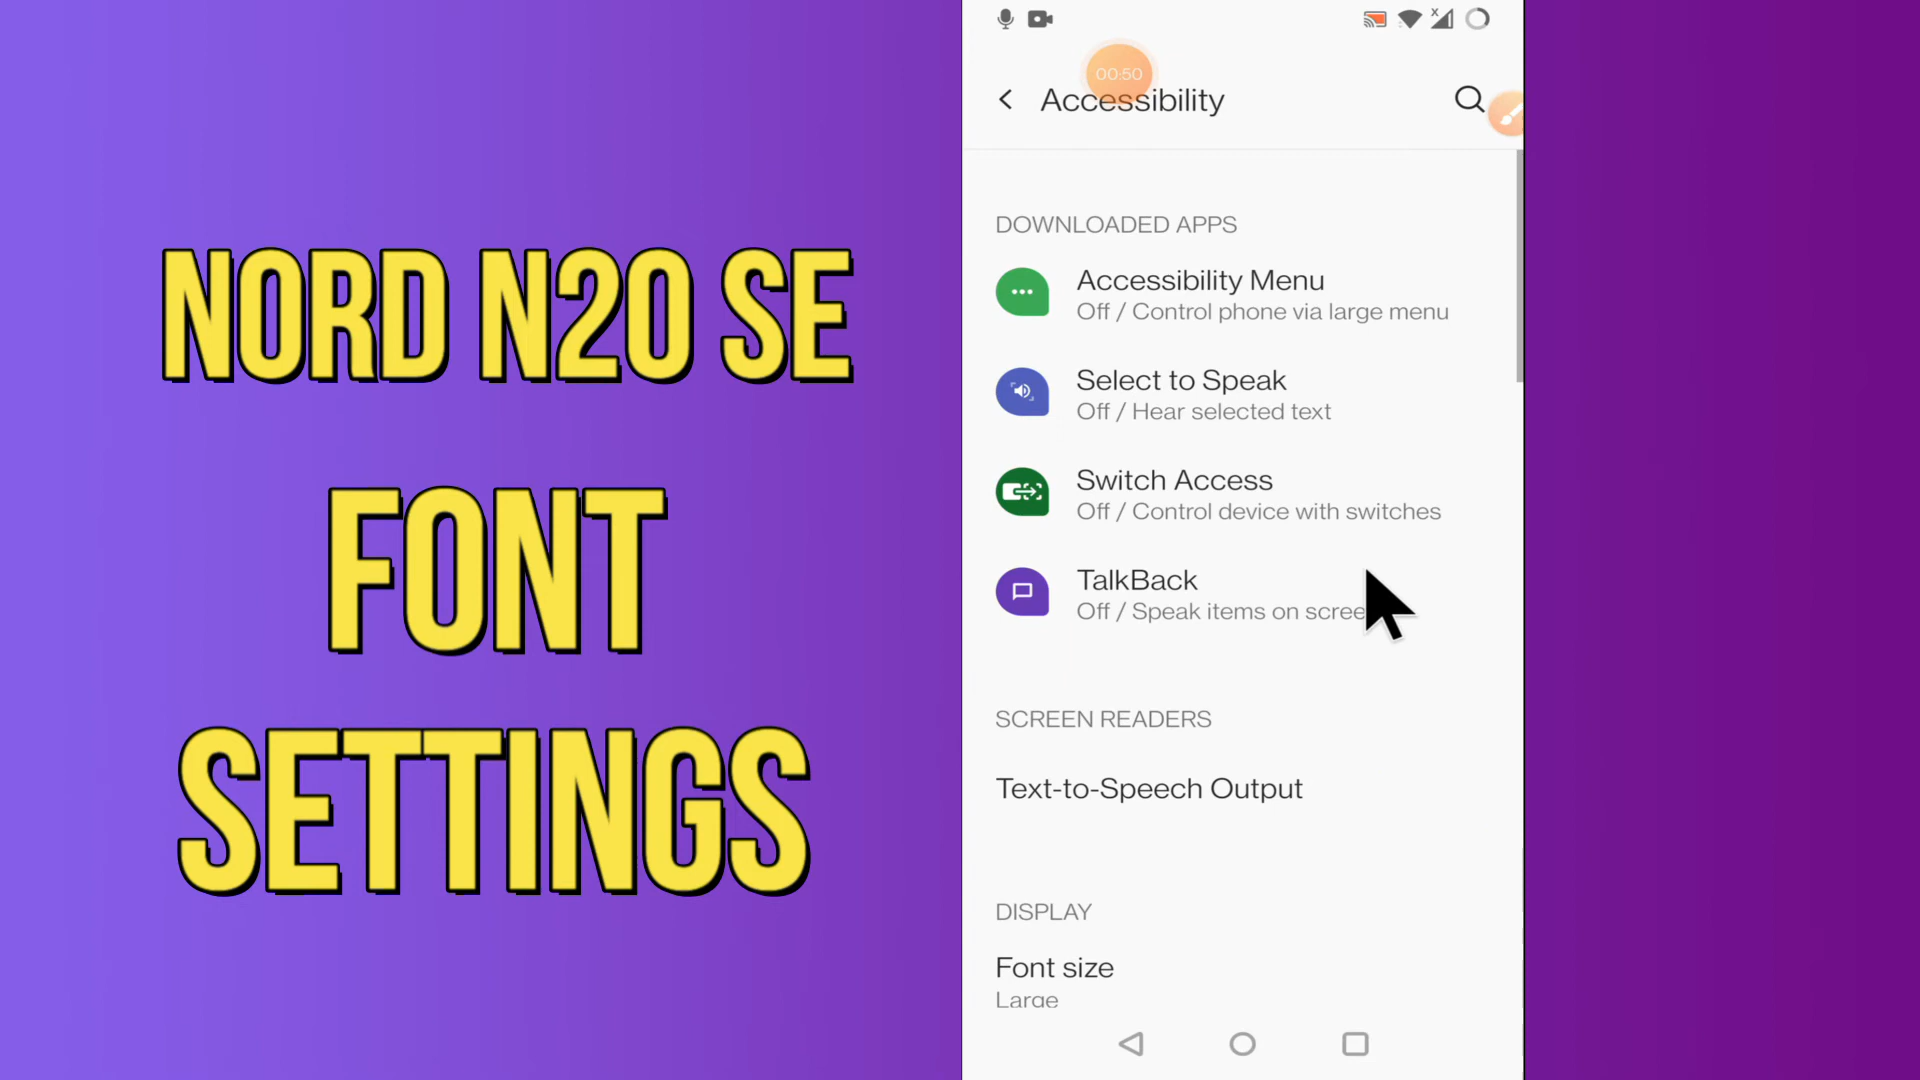 NORD N20 SE
FONT
SETTINGS
00:50
Accessibility
DOWNLOADED APPS
Accessibility Menu
Off / Control phone via large menu
Select to Speak
Off / Hear selected text
Switch Access
Off / Control device with switches
TalkBack
Off / Speak items on scree
SCREEN READERS
Text-to-Speech Output
DISPLAY
Font size
Large